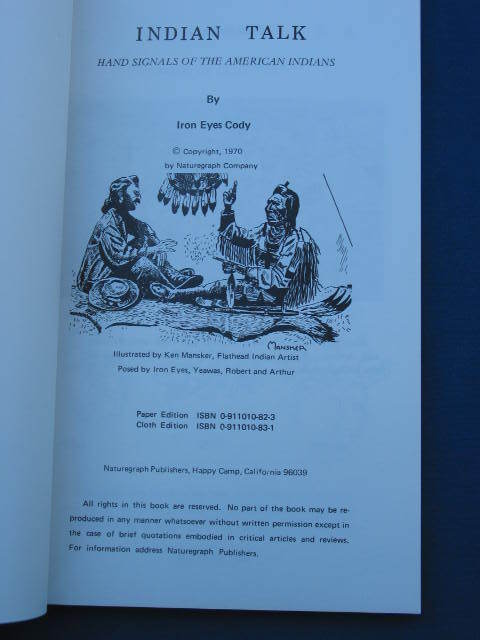 INDIAN TALK
HAND SIGNALS OF THE AMERICAN INDIANS
By
Iron Eyes Cody
© Copyright, 1970
by Naturegraph Company
MANSKER
Illustrated by Ken Mansker, Flathead Indian Artist
Posed by Iron Eyes, Yeawas, Robert and Arthur
Paper Edition ISBN 0-911010-82-3
Cloth Edition ISBN 0-911010-83-1
Naturegraph Publishers, Happy Camp, California 96039
All rights in this book are reserved. No part of the book may be re-
produced in any manner whatsoever without written permission except in
the case of brief quotations embodied in critical articles and reviews.
For information address Naturegraph Publishers.